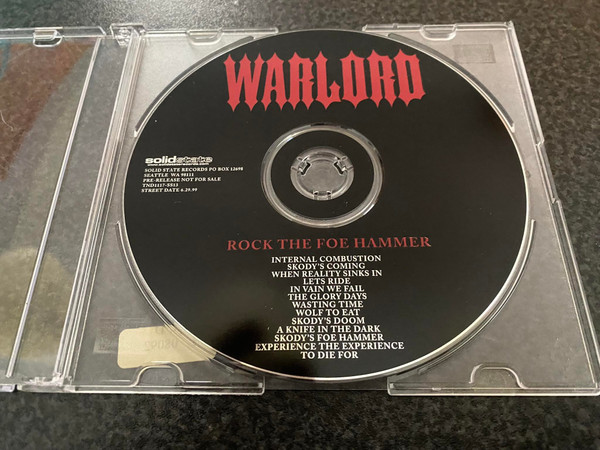 WARLORD
solidstate
SOLID STATE RECORDS PO BOX 12698
SEATTLE WA 98111
PRE-RELEASE NOT FOR SALE
TND1117-SS13
STREET DATE 6.29.99
ROCK THE FOE HAMMER
INTERNAL COMBUSTION
SKODY'S COMING
WHEN REALITY SINKS IN
LETS RIDE
IN VAIN WE FAIL
THE GLORY DAYS
WASTING TIME
WOLF TO EAT
SKODY'S DOOM
A KNIFE IN THE DARK
SKODY'S FOE HAMMER
EXPERIENCE THE EXPERIENCE
TO DIE FOR